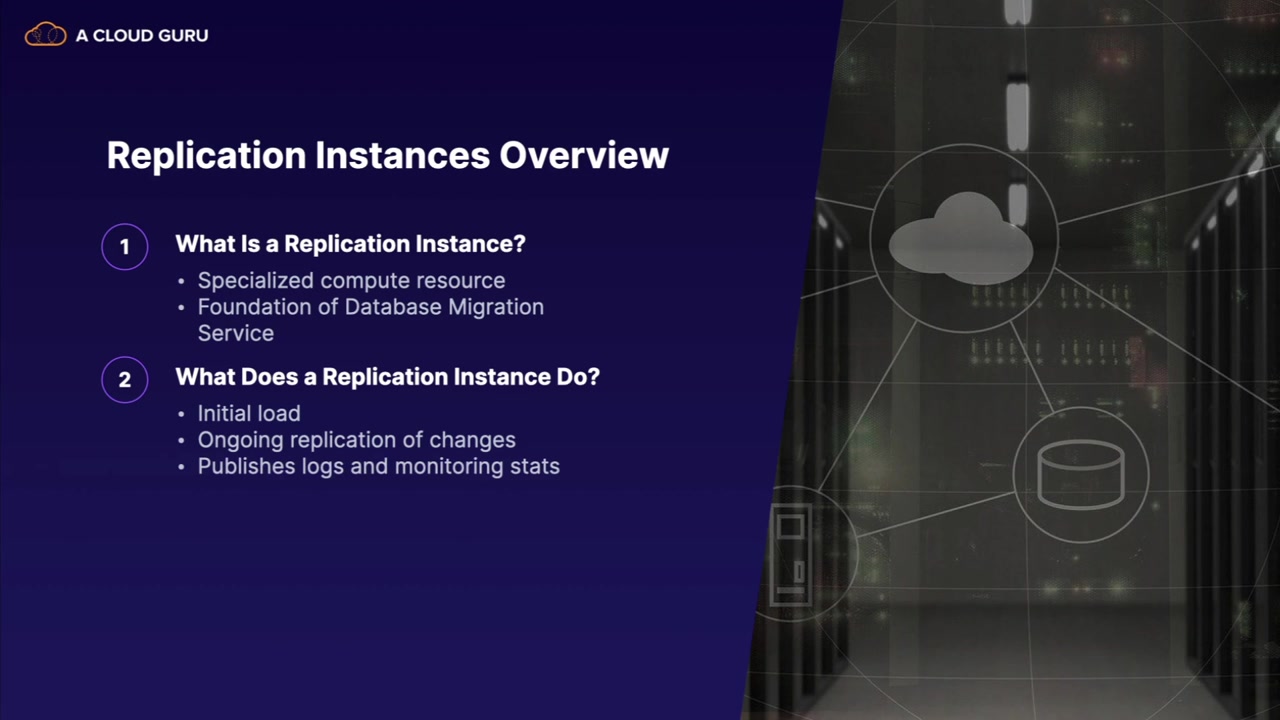 A CLOUD GURU
Replication Instances Overview
1
What Is a Replication Instance?
• Specialized compute resource
• Foundation of Database Migration
Service
2
What Does a Replication Instance Do?
• Initial load
• Ongoing replication of changes
• Publishes logs and monitoring stats